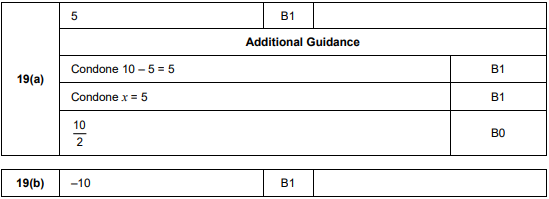 5 B1
Additional Guidance
19(a)
Condone 10 – 5 = 5 B1
Condone x = 5 B1
10
2
B0
19(b) –10 B1